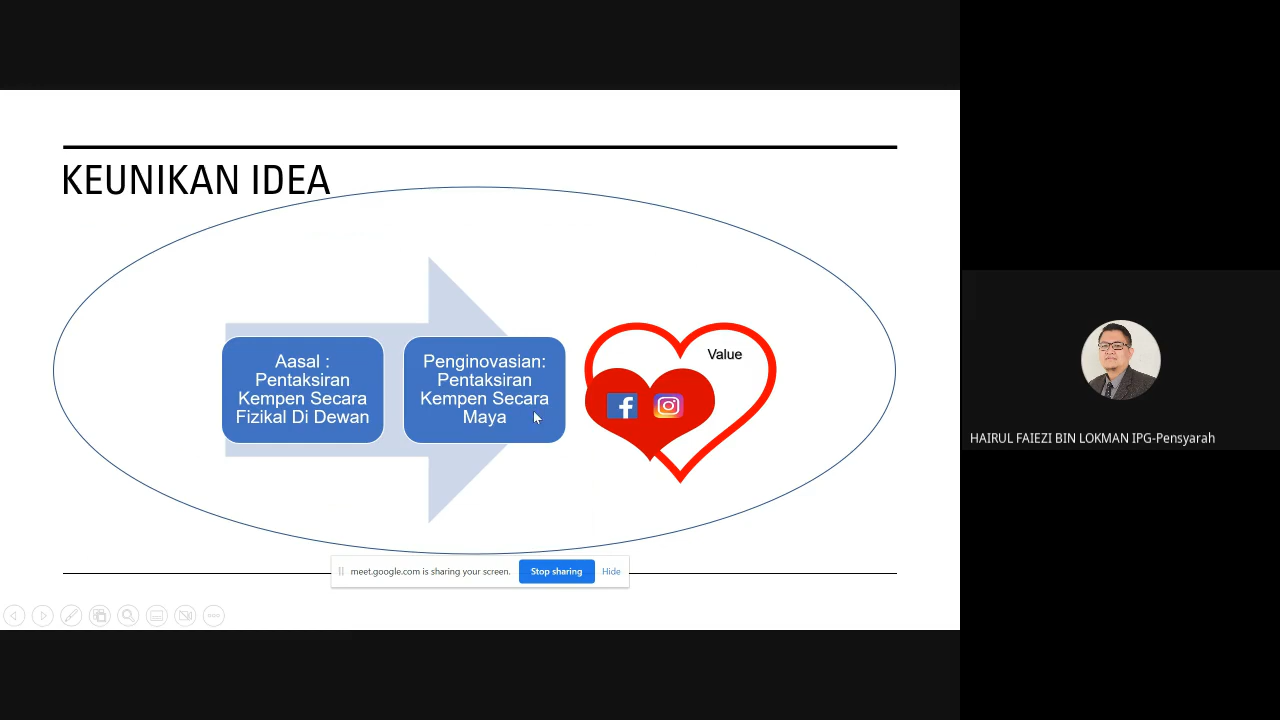 KEUNIKAN IDEA
Aasal :
Pentaksiran
Kempen Secara
Fizikal Di Dewan
Penginovasian:
Pentaksiran
Kempen Secara
Maya
Value
meet.google.com is sharing your screen.
Stop sharing
Hide
HAIRUL FAIEZI BIN LOKMAN IPG-Pensyarah